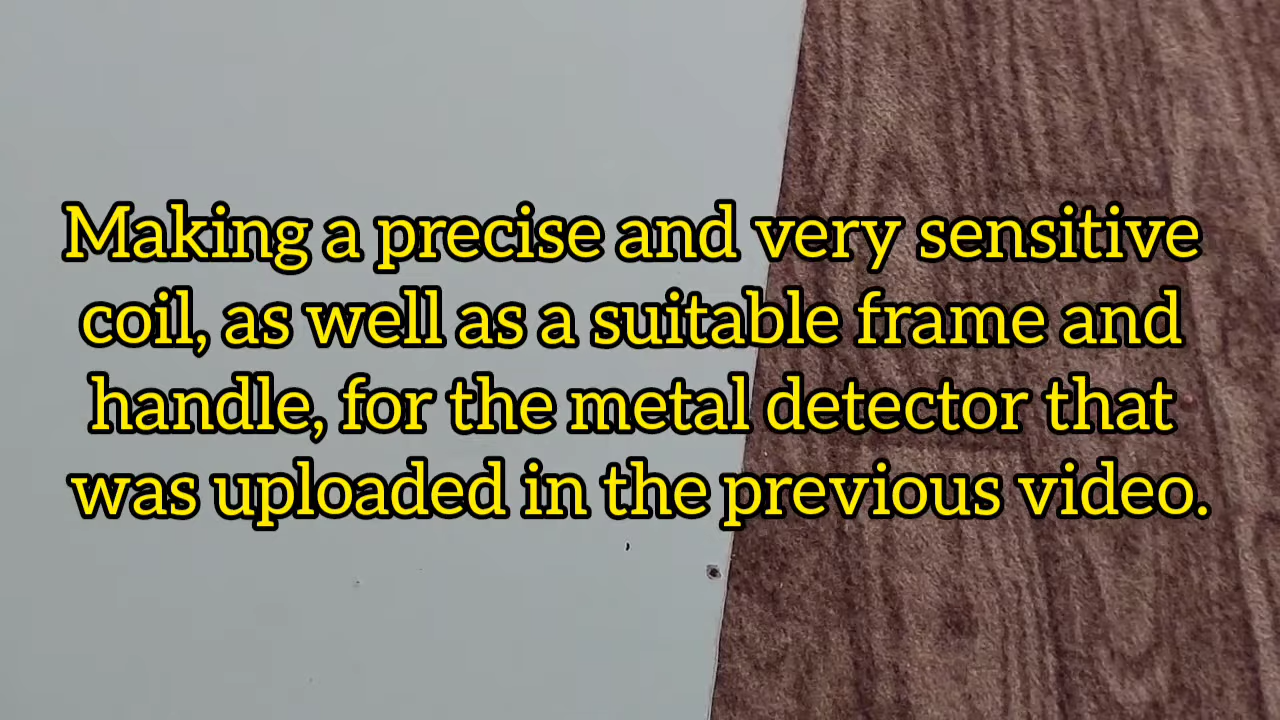 Making a precise and very sensitive
coil, as well as a suitable frame and
handle, for the metal detector that
was uploaded in the previous video.